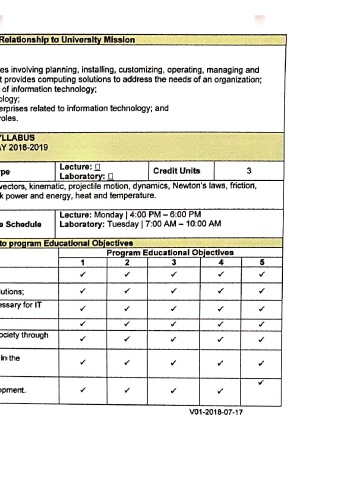 Relationship to University Mission
es involving planning, installing, customizing, operating, managing and
t provides computing solutions to address the needs of an organization;
of information technology;
ology;
erprises related to information technology; and
roles.
YLLABUS
AY 2018-2019
pe
Lecture: □
Laboratory: □
Credit Units
3
vectors, kinematic, projectile motion, dynamics, Newton's laws, friction,
k power and energy, heat and temperature.
e Schedule
Lecture: Monday | 4:00 PM – 6:00 PM
Laboratory: Tuesday | 7:00 AM – 10:00 AM
to program Educational Objectives
Program Educational Objectives
1 2 3 4 5
✓ ✓ ✓ ✓ ✓
lutions; ✓ ✓ ✓ ✓ ✓
essary for IT ✓ ✓ ✓ ✓ ✓
✓ ✓ ✓ ✓ ✓
ociety through ✓ ✓ ✓ ✓ ✓
in the ✓ ✓ ✓ ✓ ✓
opment. ✓ ✓ ✓ ✓ ✓
V01-2018-07-17